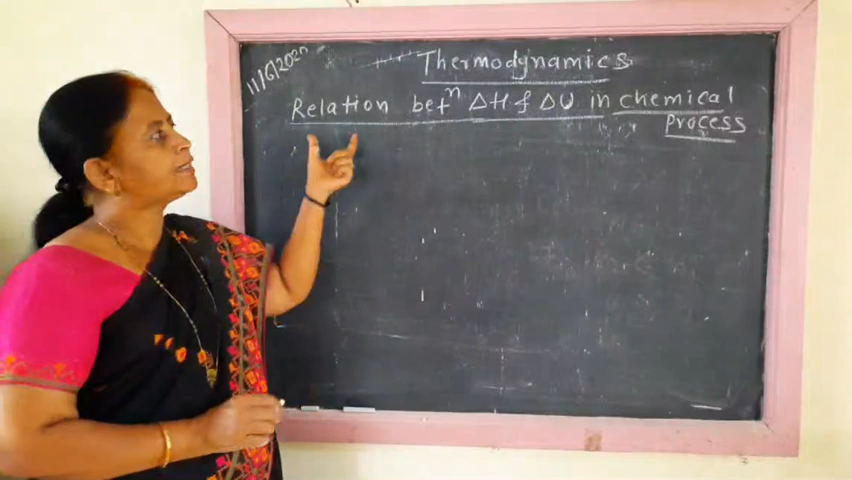 11/6/2020
Thermodynamics
Relation betⁿ ΔH & ΔU in chemical
Process